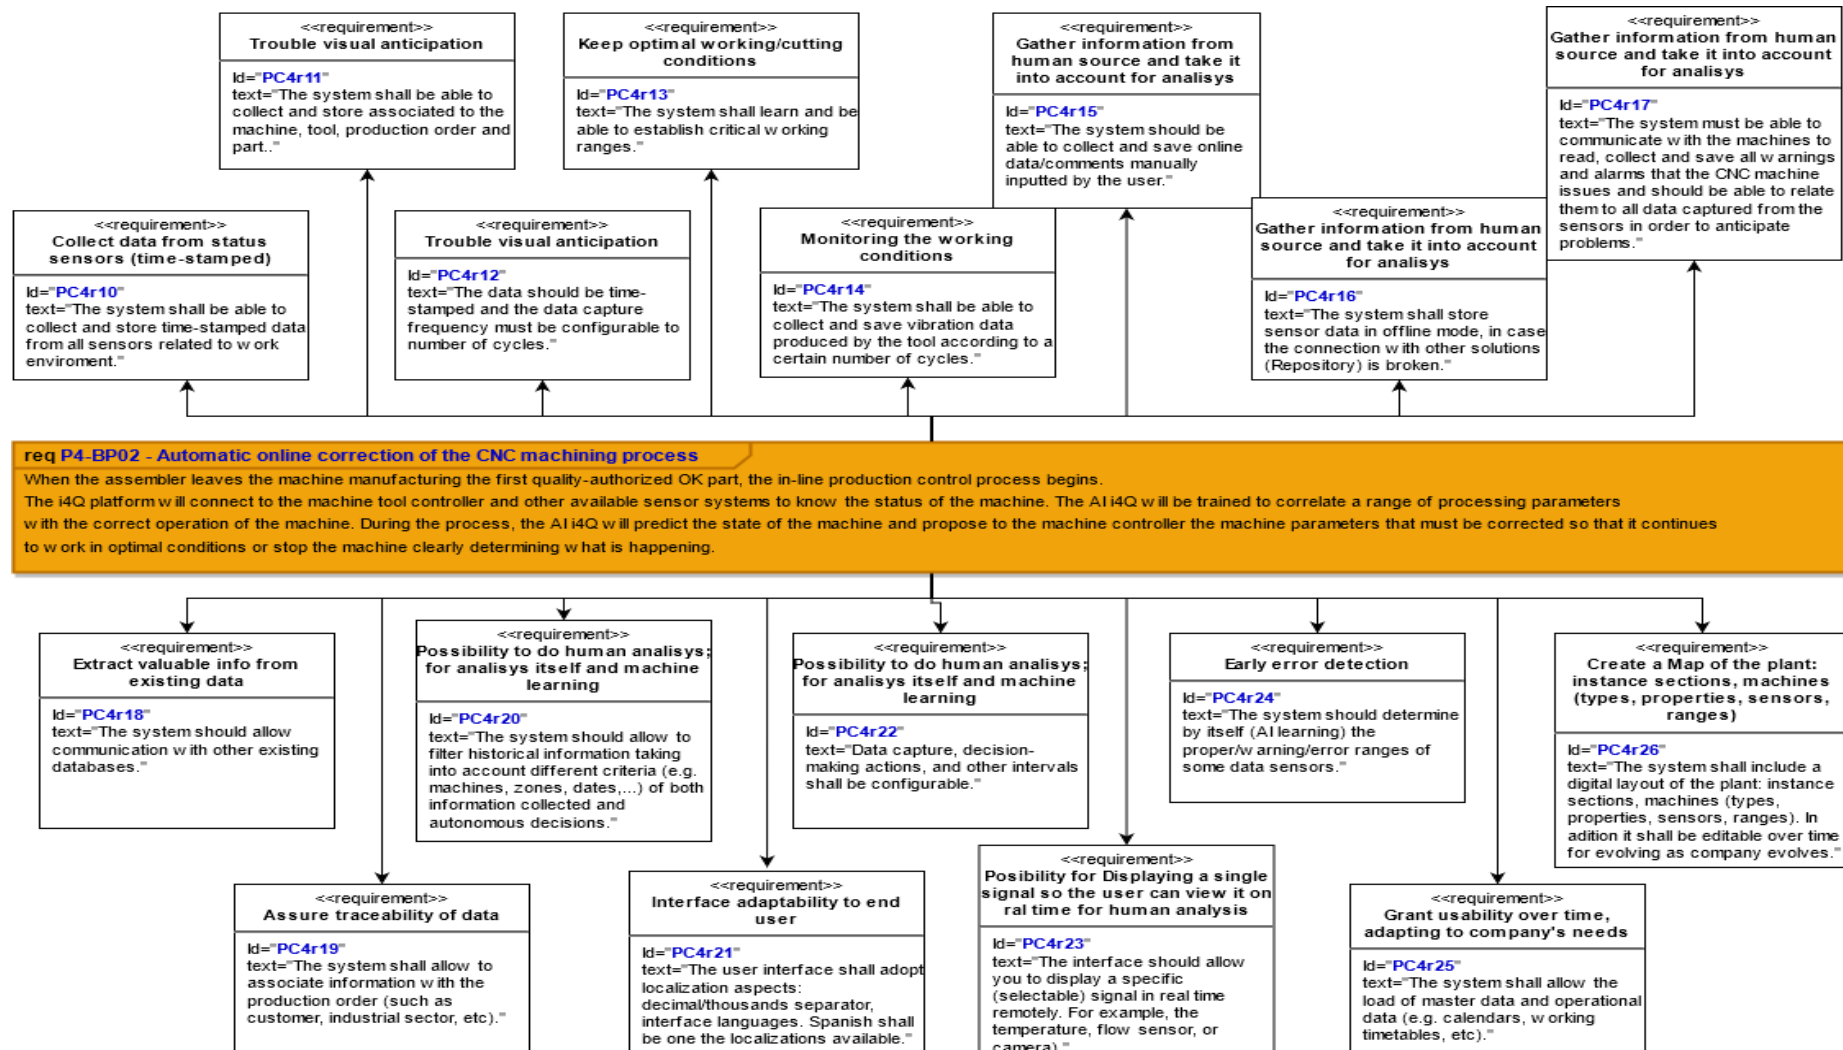 <<requirement>>
Trouble visual anticipation
Id="PC4r11"
text="The system shall be able to
collect and store associated to the
machine, tool, production order and
part.."
<<requirement>>
Keep optimal working/cutting
conditions
Id="PC4r13"
text="The system shall learn and be
able to establish critical working
ranges."
<<requirement>>
Gather information from
human source and take it
into account for analisys
Id="PC4r15"
text="The system should be
able to collect and save online
data/comments manually
inputted by the user."
<<requirement>>
Gather information from human
source and take it into account
for analisys
Id="PC4r17"
text="The system must be able to
communicate with the machines to
read, collect and save all warnings
and alarms that the CNC machine
issues and should be able to relate
them to all data captured from the
sensors in order to anticipate
problems."
<<requirement>>
Collect data from status
sensors (time-stamped)
Id="PC4r10"
text="The system shall be able to
collect and store time-stamped data
from all sensors related to work
enviroment."
<<requirement>>
Trouble visual anticipation
Id="PC4r12"
text="The data should be time-
stamped and the data capture
frequency must be configurable to
number of cycles."
<<requirement>>
Monitoring the working
conditions
Id="PC4r14"
text="The system shall be able to
collect and save vibration data
produced by the tool according to a
certain number of cycles."
<<requirement>>
Gather information from human
source and take it into account
for analisys
Id="PC4r16"
text="The system shall store
sensor data in offline mode, in case
the connection with other solutions
(Repository) is broken."
req P4-BP02 - Automatic online correction of the CNC machining process
When the assembler leaves the machine manufacturing the first quality-authorized OK part, the in-line production control process begins.
The i4Q platform will connect to the machine tool controller and other available sensor systems to know the status of the machine. The AI i4Q will be trained to correlate a range of processing parameters
with the correct operation of the machine. During the process, the AI i4Q will predict the state of the machine and propose to the machine controller the machine parameters that must be corrected so that it continues
to work in optimal conditions or stop the machine clearly determining what is happening.
<<requirement>>
Extract valuable info from
existing data
Id="PC4r18"
text="The system should allow
communication with other existing
databases."
<<requirement>>
Possibility to do human analisys;
for analisys itself and machine
learning
Id="PC4r20"
text="The system should allow to
filter historical information taking
into account different criteria (e.g.
machines, zones, dates,...) of both
information collected and
autonomous decisions."
<<requirement>>
Possibility to do human analisys;
for analisys itself and machine
learning
Id="PC4r22"
text="Data capture, decision-
making actions, and other intervals
shall be configurable."
<<requirement>>
Early error detection
Id="PC4r24"
text="The system should determine
by itself (AI learning) the
proper/warning/error ranges of
some data sensors."
<<requirement>>
Create a Map of the plant:
instance sections, machines
(types, properties, sensors,
ranges)
Id="PC4r26"
text="The system shall include a
digital layout of the plant: instance
sections, machines (types,
properties, sensors, ranges). In
adition it shall be editable over time
for evolving as company evolves."
<<requirement>>
Assure traceability of data
Id="PC4r19"
text="The system shall allow to
associate information with the
production order (such as
customer, industrial sector, etc)."
<<requirement>>
Interface adaptability to end
user
Id="PC4r21"
text="The user interface shall adopt
localization aspects:
decimal/thousands separator,
interface languages. Spanish shall
be one the localizations available."
<<requirement>>
Posibility for Displaying a single
signal so the user can view it on
ral time for human analysis
Id="PC4r23"
text="The interface should allow
you to display a specific
(selectable) signal in real time
remotely. For example, the
temperature, flow sensor, or
camera)."
<<requirement>>
Grant usability over time,
adapting to company's needs
Id="PC4r25"
text="The system shall allow the
load of master data and operational
data (e.g. calendars, working
timetables, etc)."